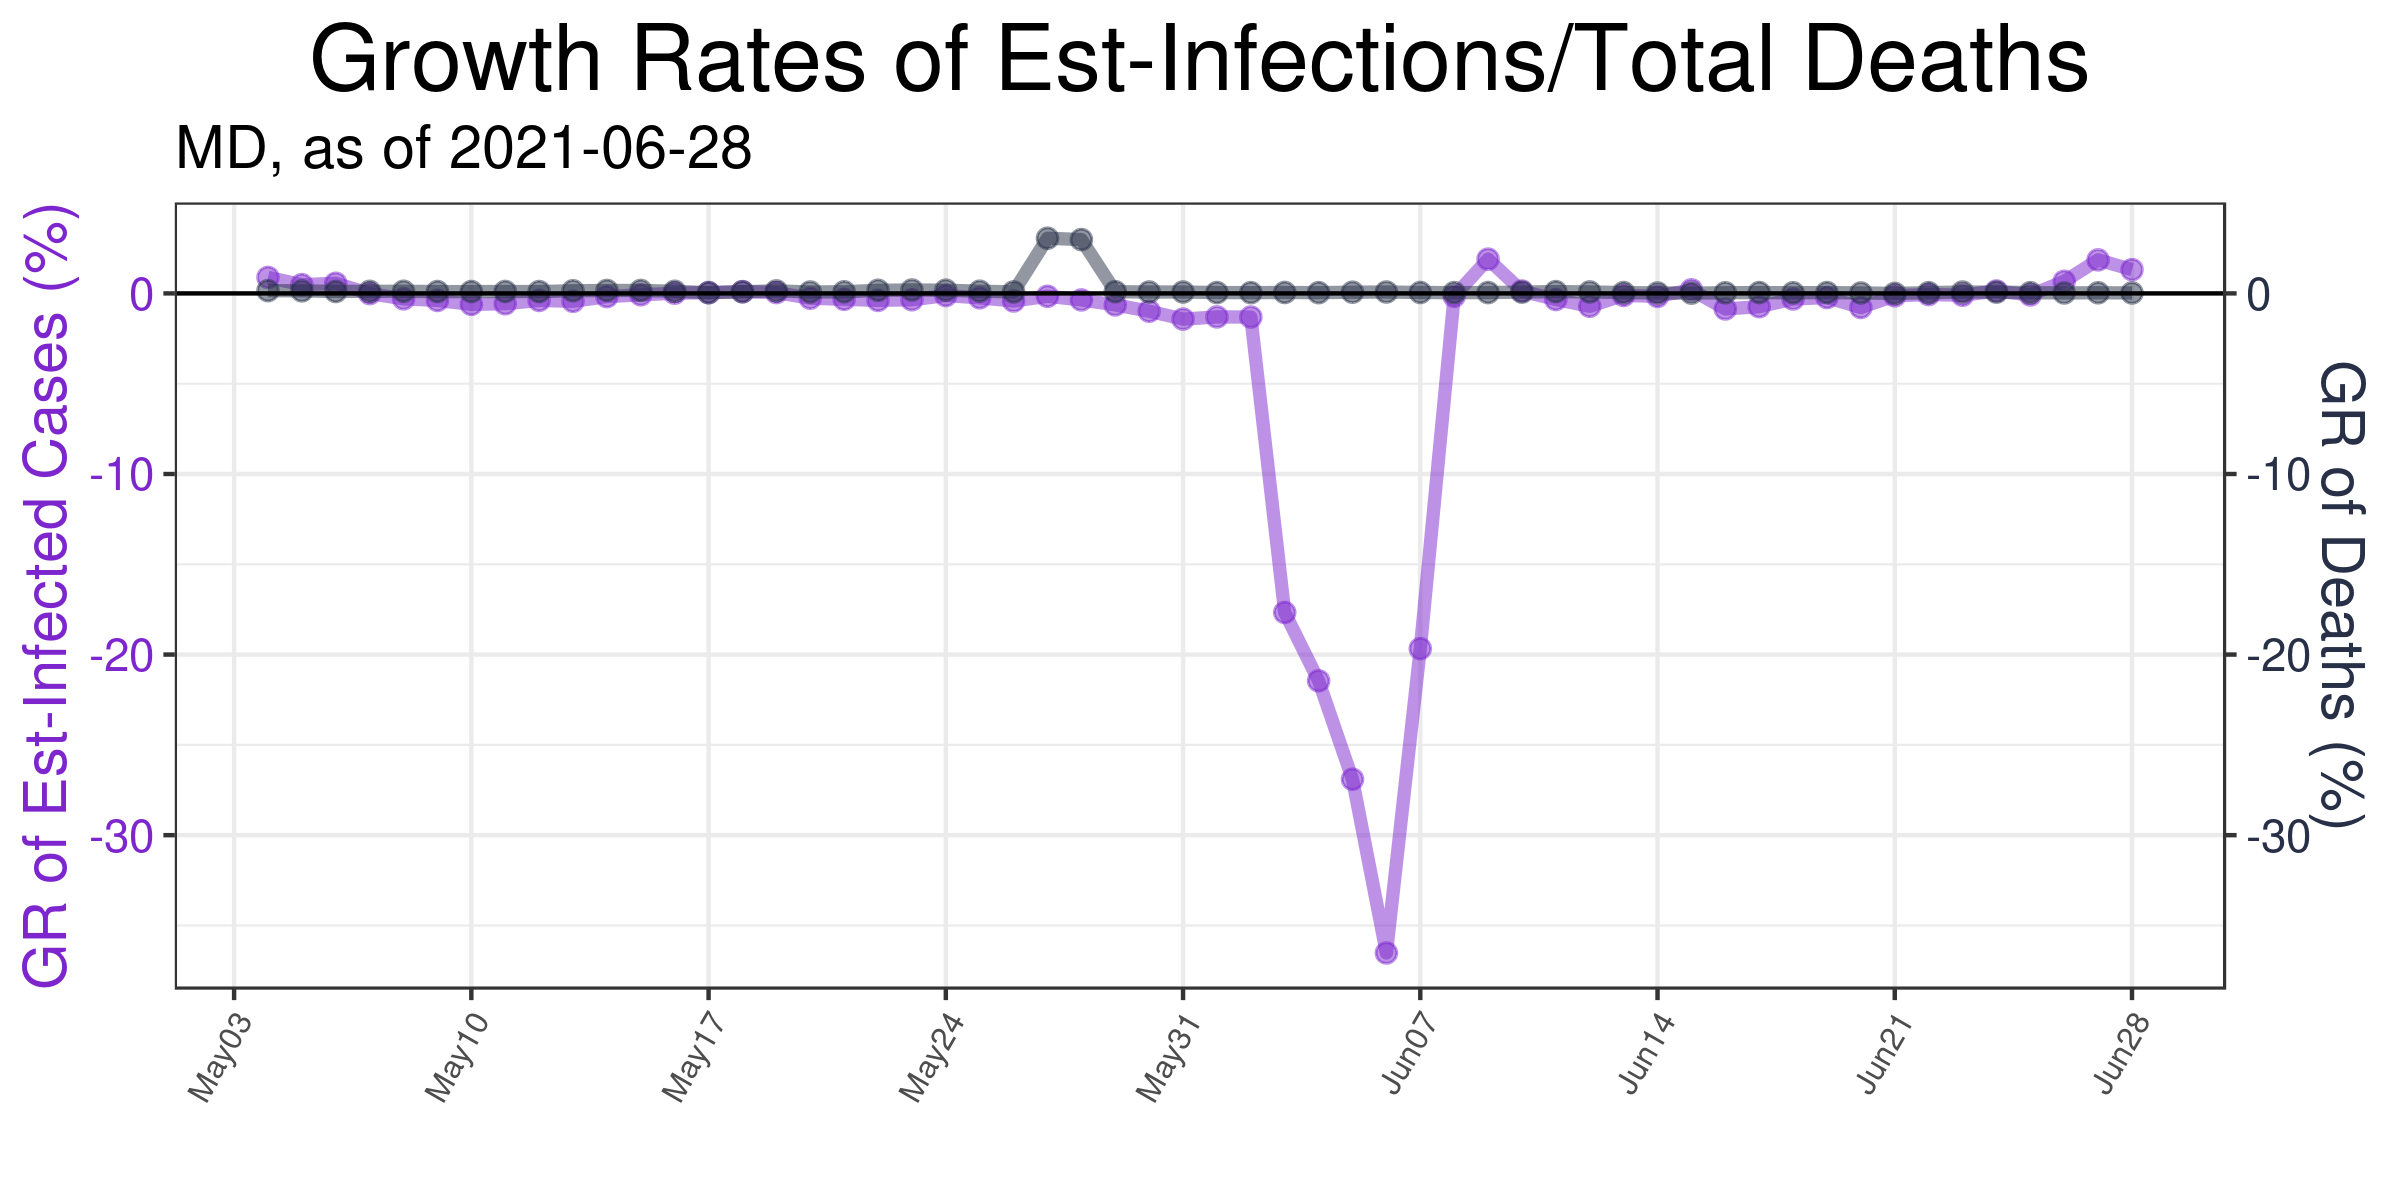 Growth Rates of Est-Infections/Total Deaths
MD, as of 2021-06-28
GR of Est-Infected Cases (%)
0
-10
-20
-30
0
-10
-20
-30
GR of Deaths (%)
May03
May10
May17
May24
May31
Jun07
Jun14
Jun21
Jun28